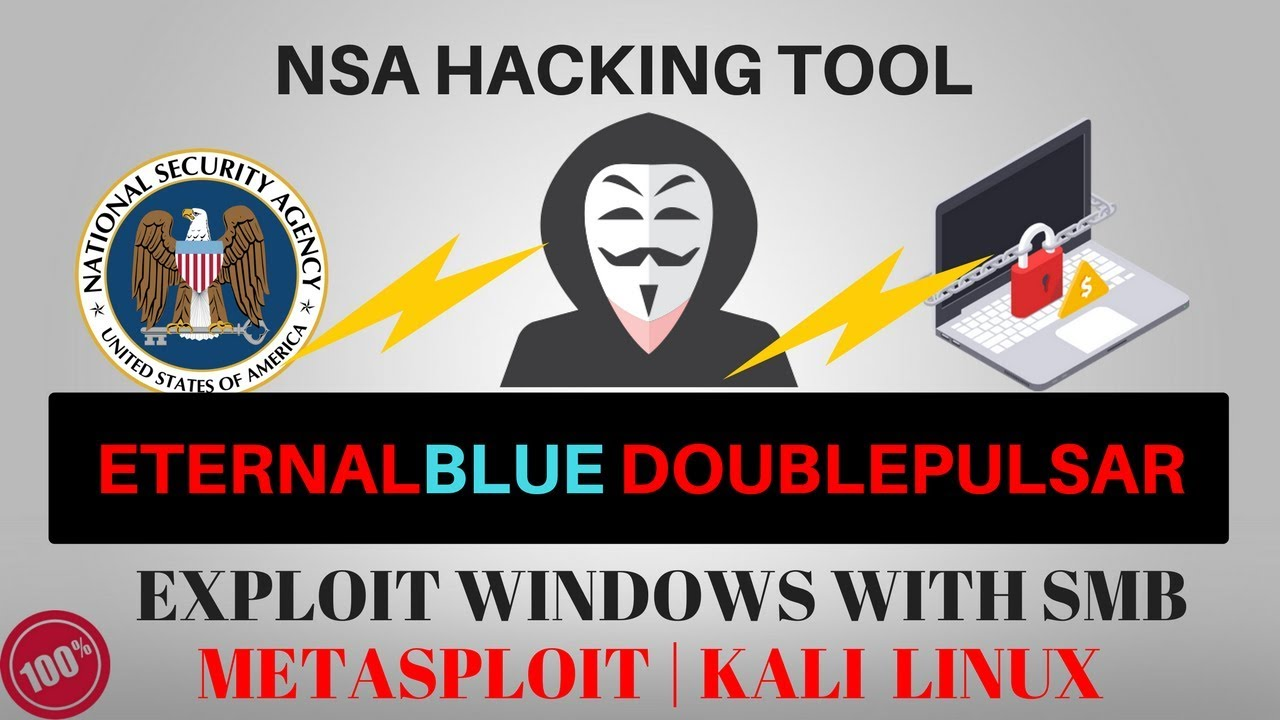 NSA HACKING TOOL
NATIONAL SECURITY AGENCY
UNITED STATES OF AMERICA
$
ETERNALBLUE DOUBLEPULSAR
EXPLOIT WINDOWS WITH SMB
100%
METASPLOIT | KALI LINUX